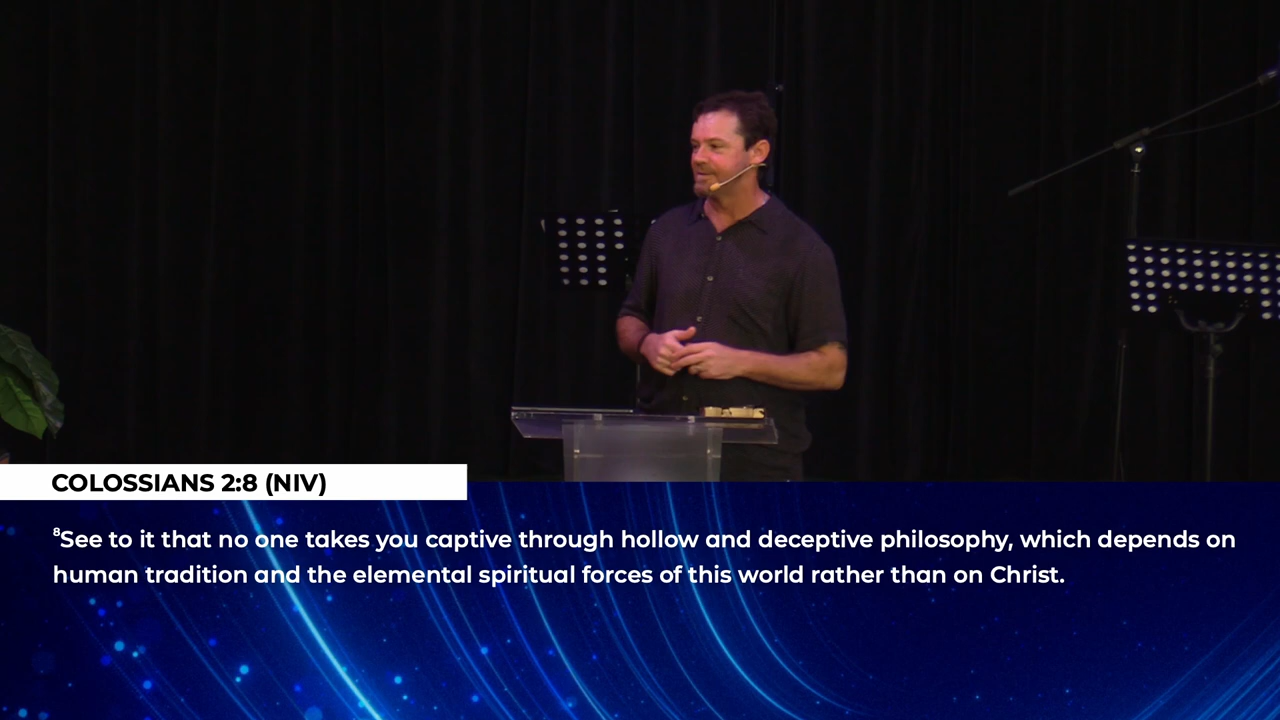 COLOSSIANS 2:8 (NIV)
⁸See to it that no one takes you captive through hollow and deceptive philosophy, which depends on
human tradition and the elemental spiritual forces of this world rather than on Christ.